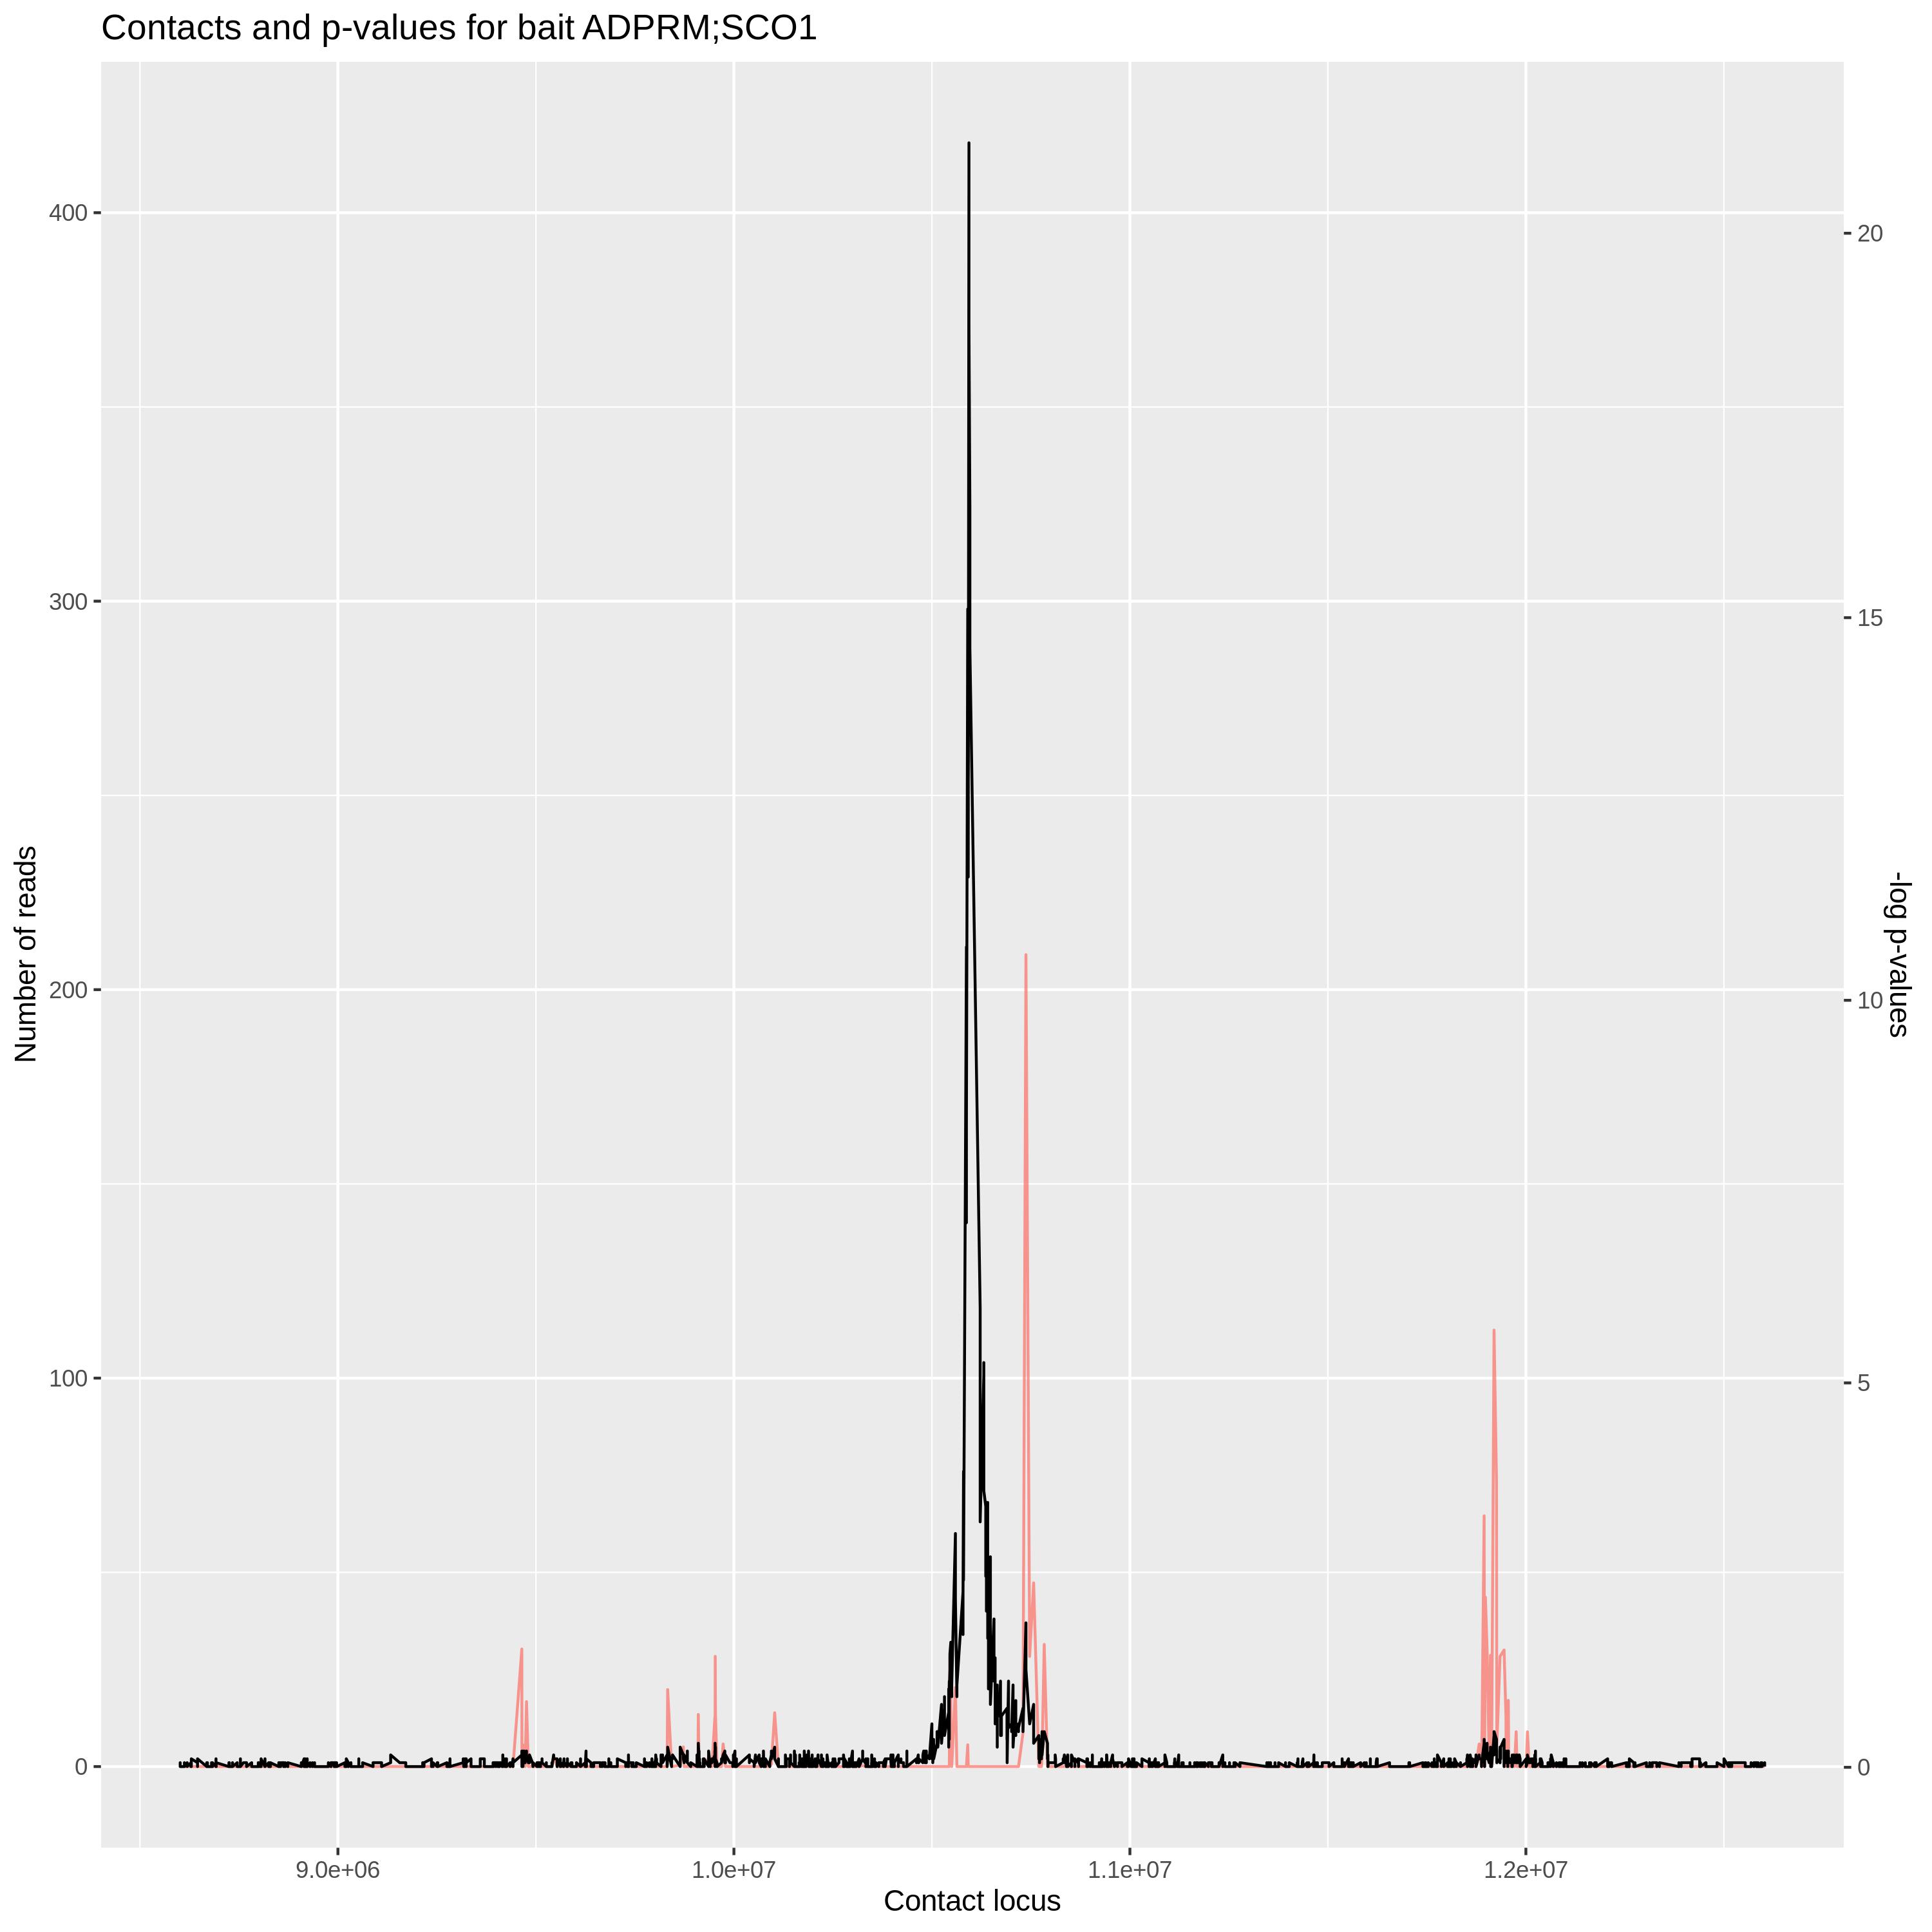 Contacts and p-values for bait ADPRM;SCO1
400
300
200
100
0
Number of reads
20
15
10
5
0
-log p-values
9.0e+06
1.0e+07
1.1e+07
1.2e+07
Contact locus